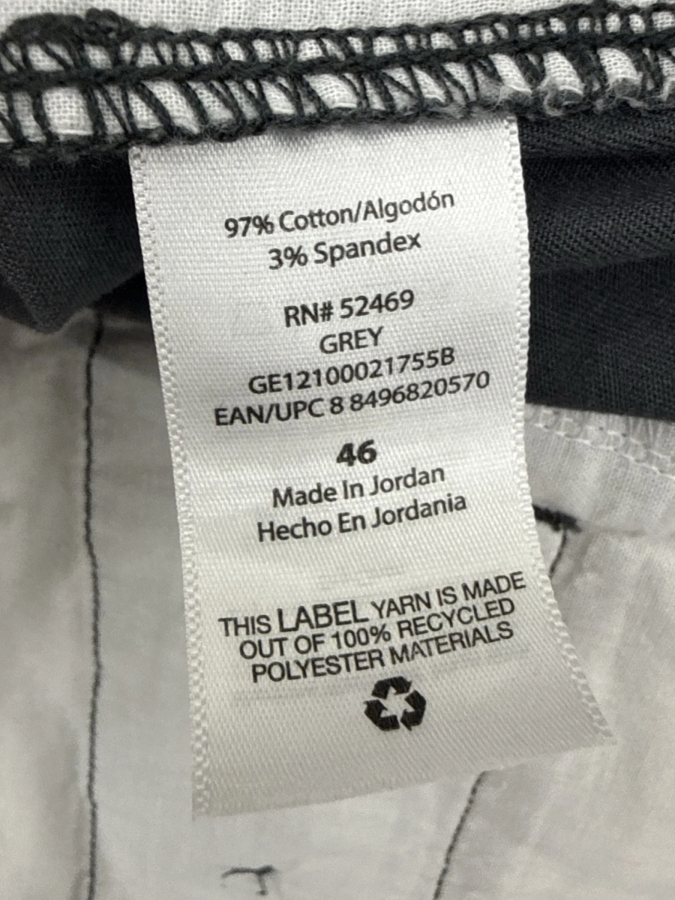 97% Cotton/Algodón
3% Spandex
RN# 52469
GREY
GE12100021755B
EAN/UPC 8 8496820570
46
Made In Jordan
Hecho En Jordania
THIS LABEL YARN IS MADE
OUT OF 100% RECYCLED
POLYESTER MATERIALS